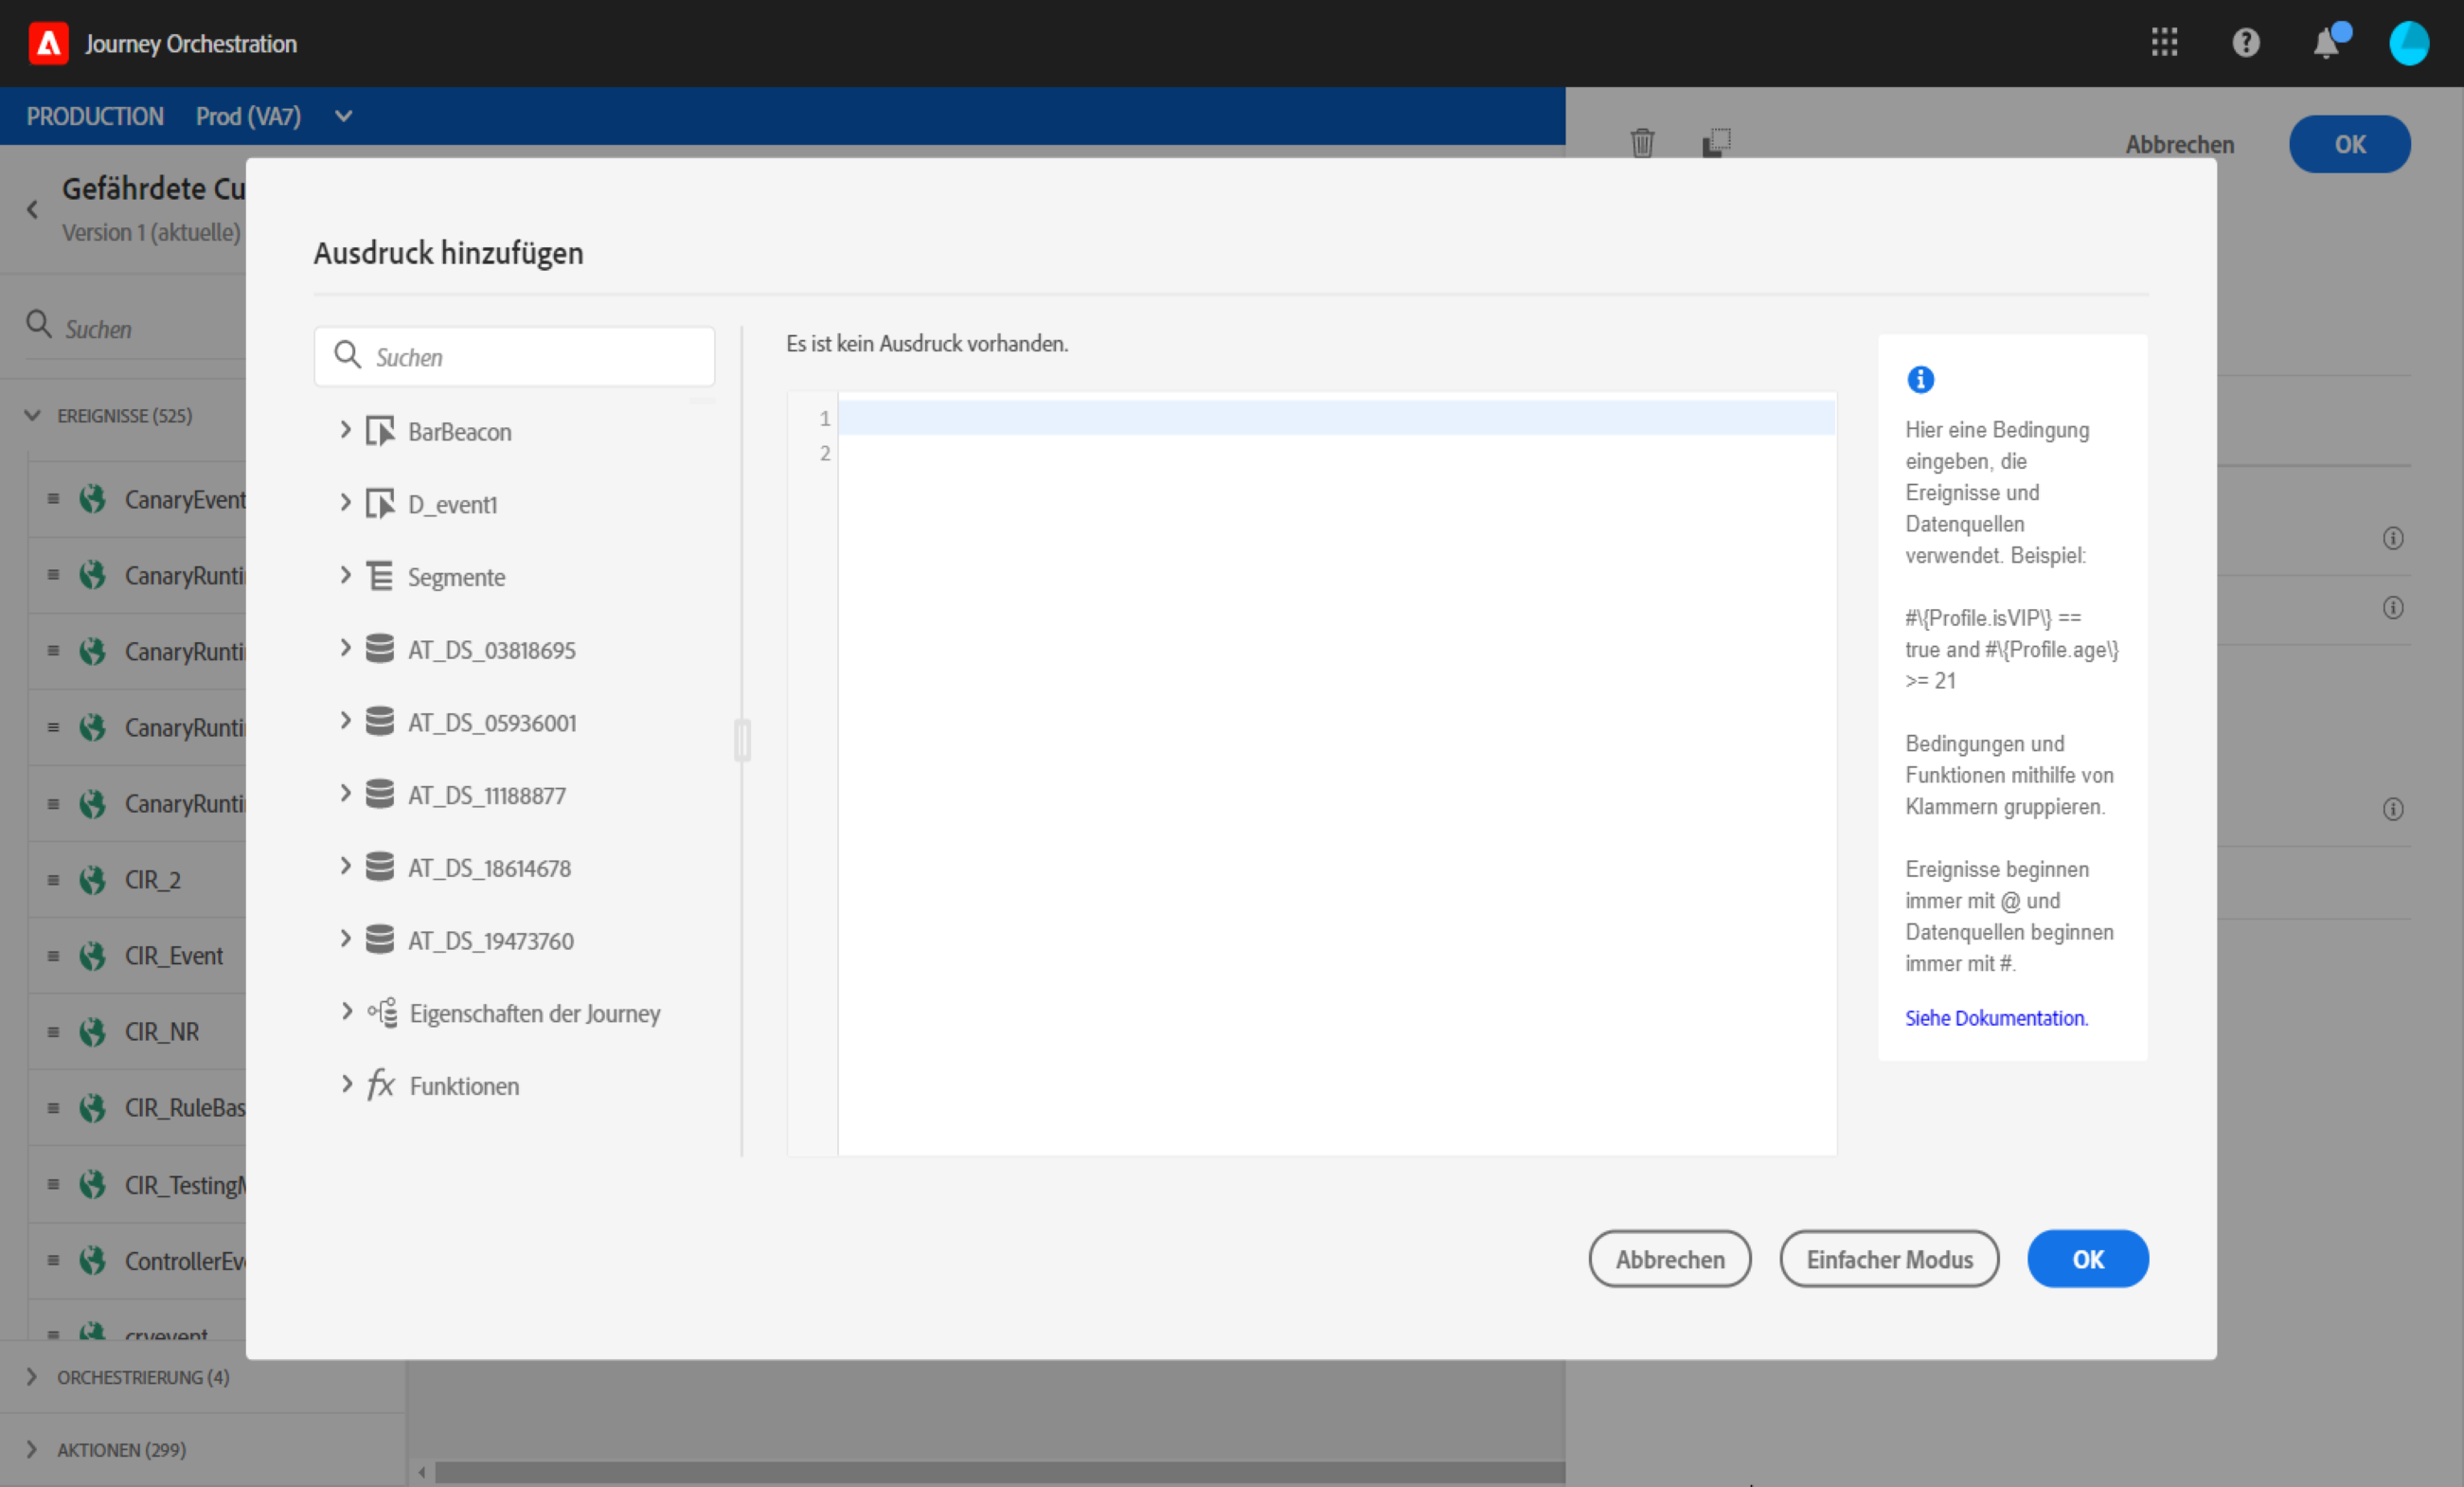 Journey Orchestration
PRODUCTION Prod (VA7)
Abbrechen OK
Gefährdete Cu
Version 1 (aktuelle)
Suchen
EREIGNISSE (525)
CanaryEvent
CanaryRunti
CanaryRunti
CanaryRunti
CanaryRunti
CIR_2
CIR_Event
CIR_NR
CIR_RuleBas
CIR_TestingM
ControllerEv
cryevent
ORCHESTRIERUNG (4)
AKTIONEN (299)
Ausdruck hinzufügen
Suchen
BarBeacon
D_event1
Segmente
AT_DS_03818695
AT_DS_05936001
AT_DS_11188877
AT_DS_18614678
AT_DS_19473760
Eigenschaften der Journey
fx Funktionen
Es ist kein Ausdruck vorhanden.
1
2
Hier eine Bedingung
eingeben, die
Ereignisse und
Datenquellen
verwendet. Beispiel:
#\{Profile.isVIP\} ==
true and #\{Profile.age\}
>= 21
Bedingungen und
Funktionen mithilfe von
Klammern gruppieren.
Ereignisse beginnen
immer mit @ und
Datenquellen beginnen
immer mit #.
Siehe Dokumentation.
Abbrechen Einfacher Modus OK